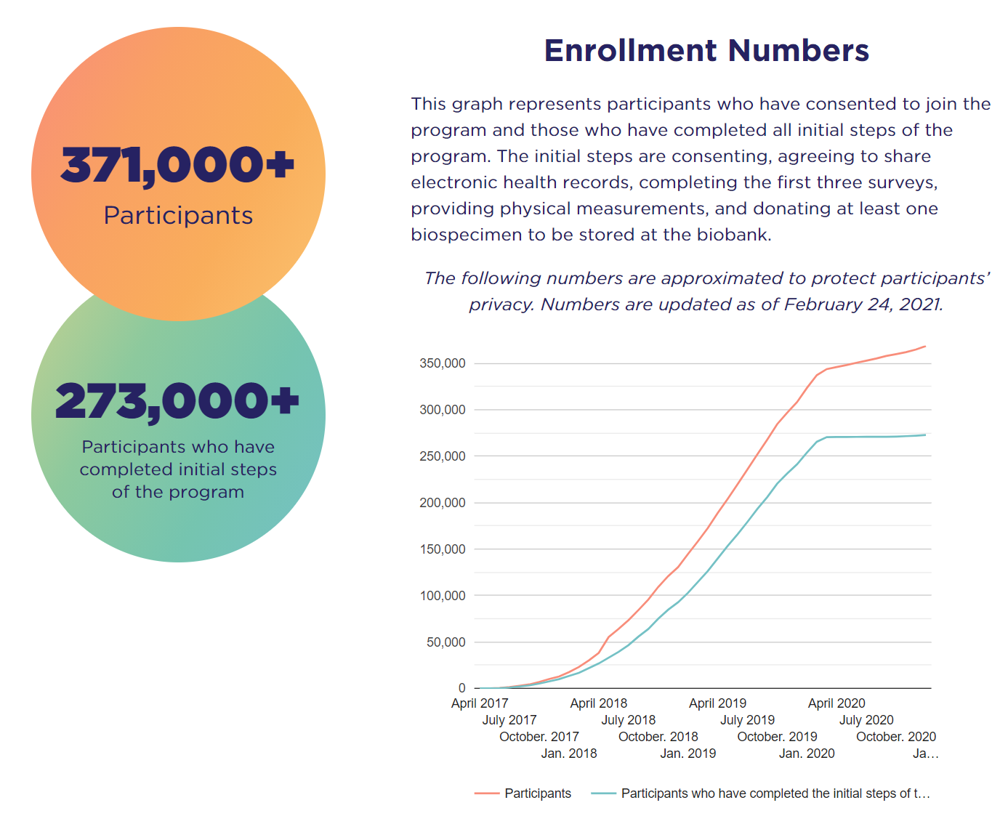 371,000+
Participants
273,000+
Participants who have
completed initial steps
of the program
Enrollment Numbers
This graph represents participants who have consented to join the
program and those who have completed all initial steps of the
program. The initial steps are consenting, agreeing to share
electronic health records, completing the first three surveys,
providing physical measurements, and donating at least one
biospecimen to be stored at the biobank.
The following numbers are approximated to protect participants’
privacy. Numbers are updated as of February 24, 2021.
350,000
300,000
250,000
200,000
150,000
100,000
50,000
0
April 2017 April 2018 April 2019 April 2020
July 2017 July 2018 July 2019 July 2020
October. 2017 October. 2018 October. 2019 October. 2020
Jan. 2018 Jan. 2019 Jan. 2020 Ja…
Participants Participants who have completed the initial steps of t…